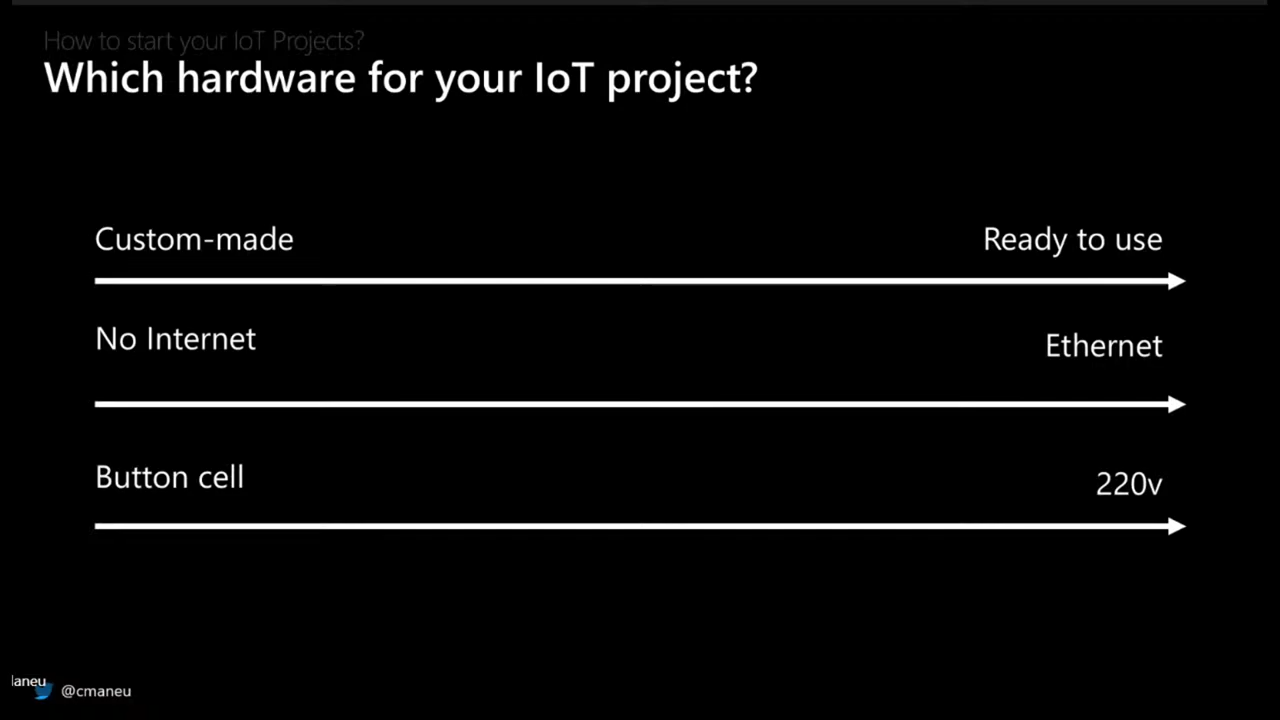 How to start your IoT Projects?
Which hardware for your IoT project?
Custom-made
Ready to use
No Internet
Ethernet
Button cell
220v
laneu
@cmaneu